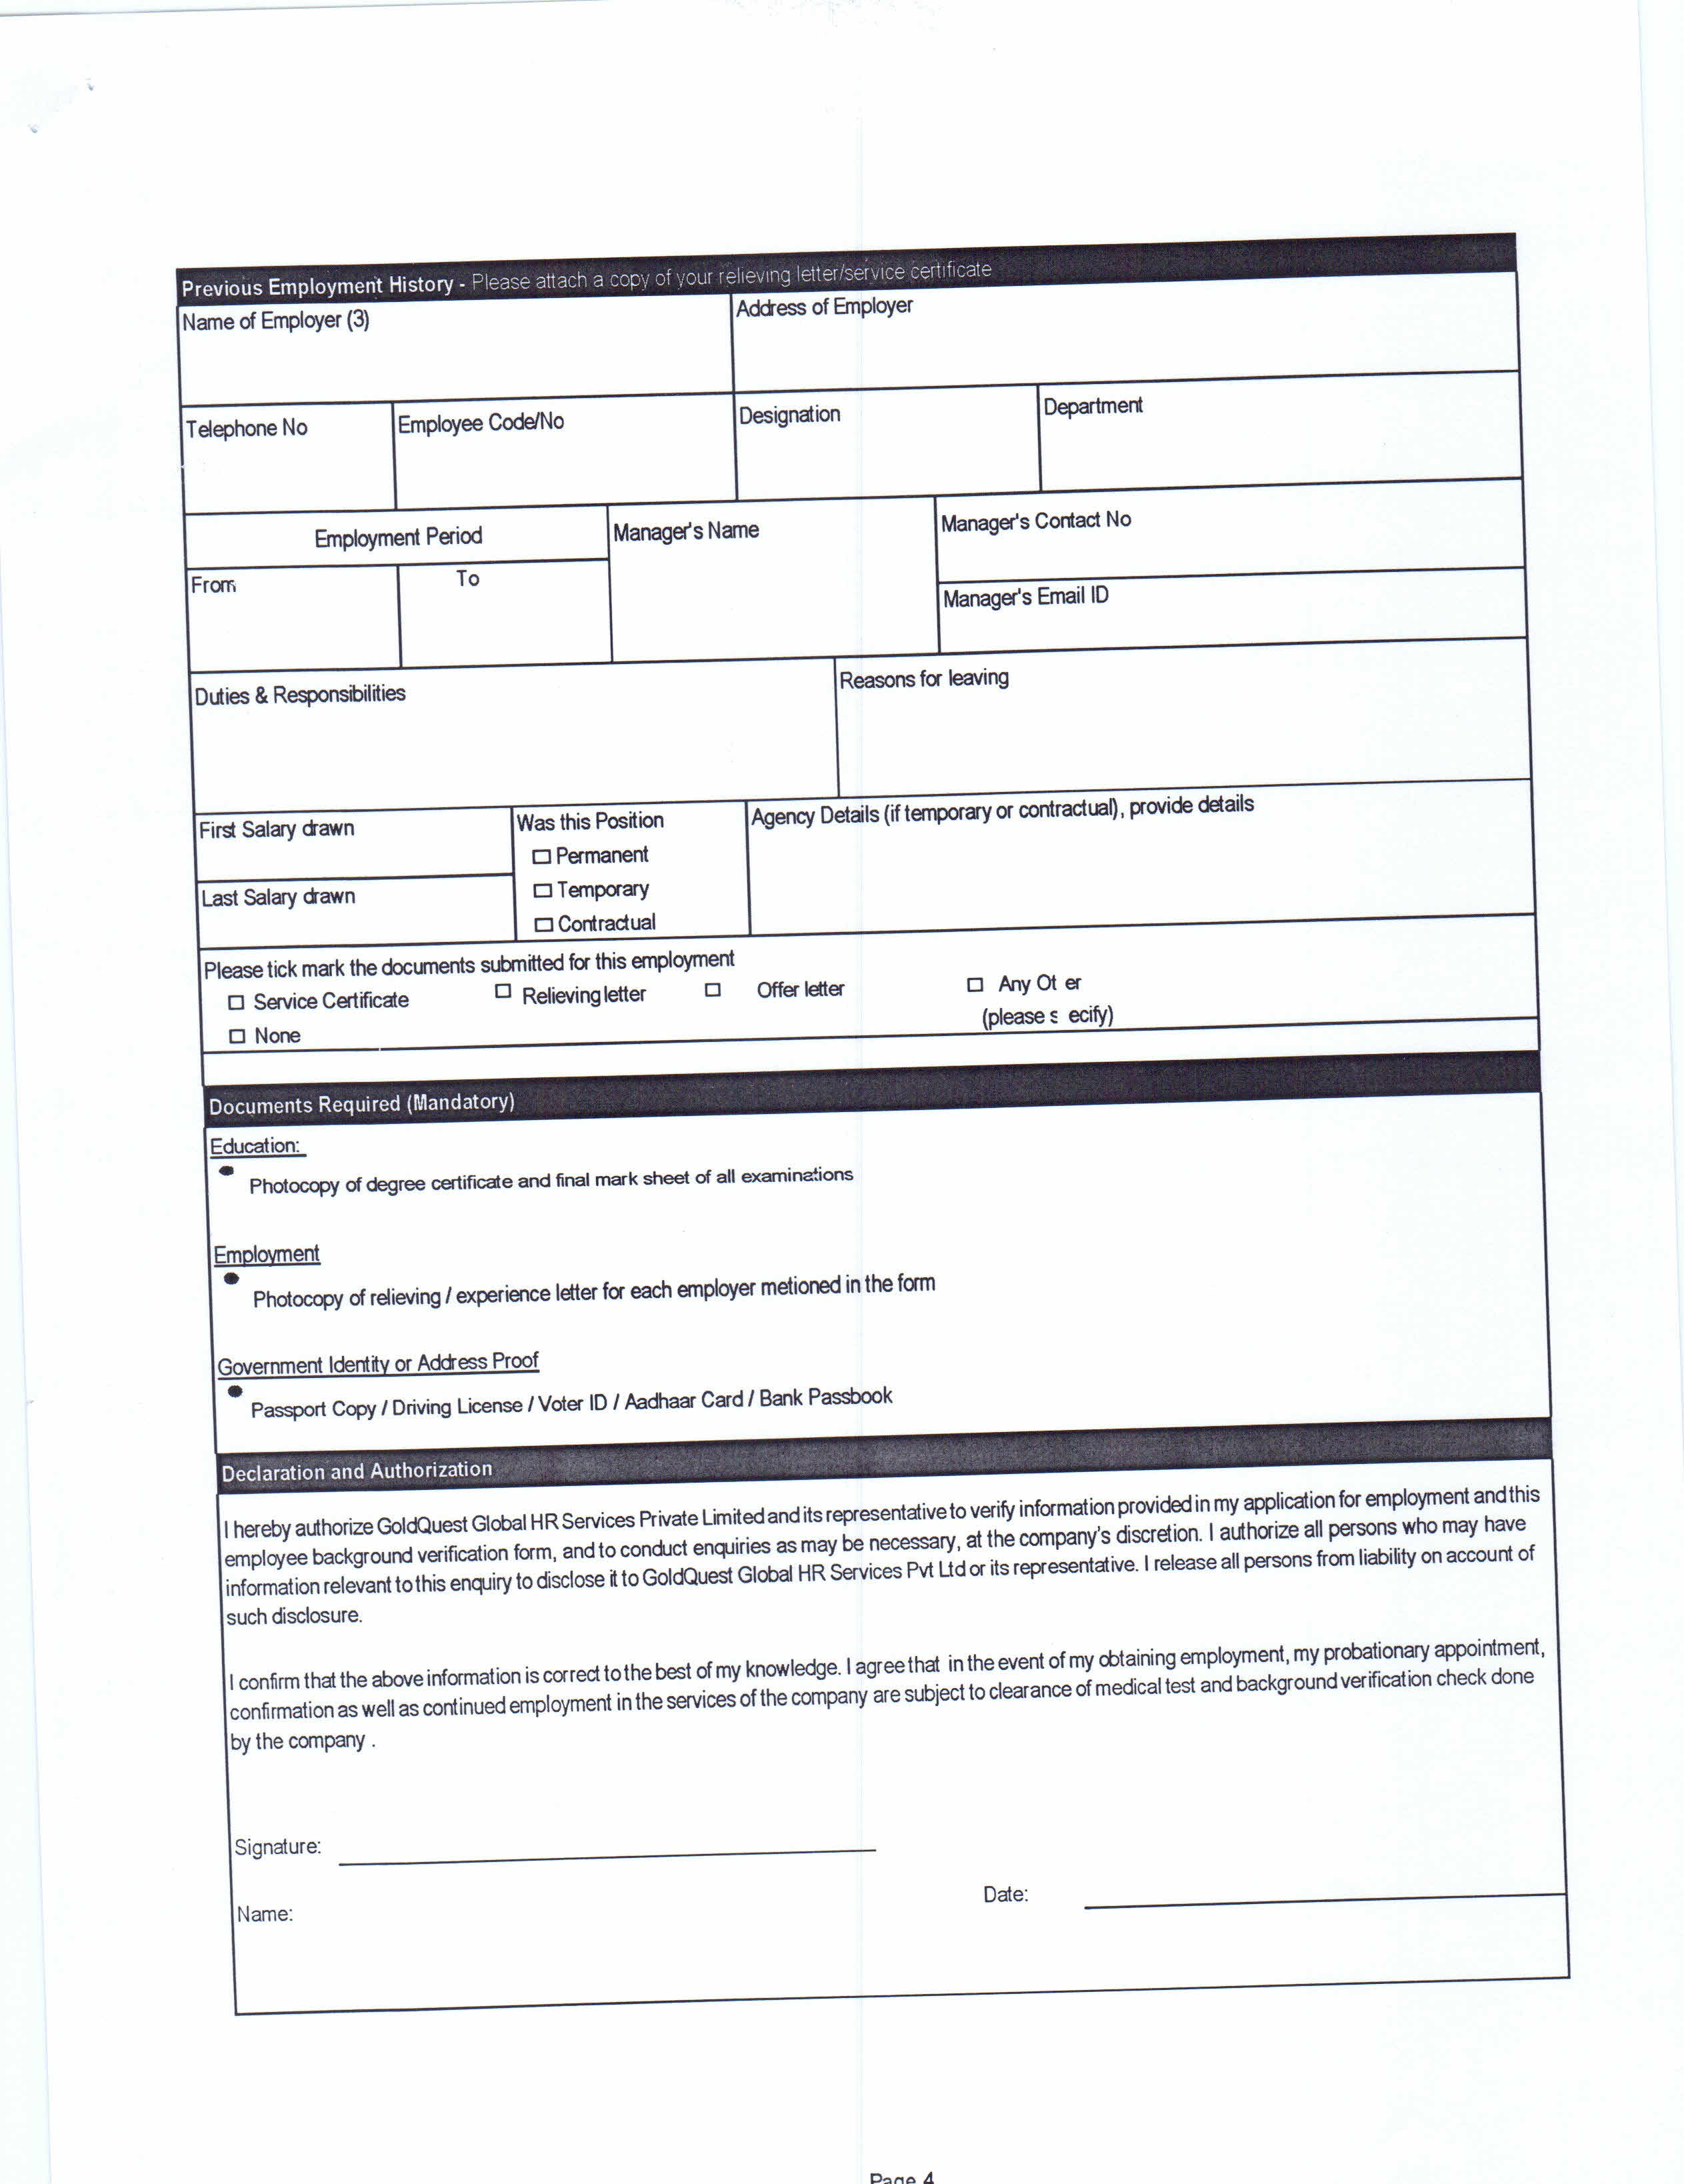 Previous Employment History - Please attach a copy of your relieving letter/service certificate
Name of Employer (3)
Address of Employer
Telephone No
Employee Code/No
Designation
Department
Employment Period
Manager's Name
Manager's Contact No
From
To
Manager's Email ID
Duties & Responsibilities
Reasons for leaving
First Salary drawn
Was this Position
Agency Details (if temporary or contractual), provide details
Permanent
Last Salary drawn
Temporary
Contractual
Please tick mark the documents submitted for this employment
Service Certificate
Relieving letter
Offer letter
Any Ot er
(please s ecify)
None
Documents Required (Mandatory)
Education:
Photocopy of degree certificate and final mark sheet of all examinations
Employment
Photocopy of relieving / experience letter for each employer metioned in the form
Government Identity or Address Proof
Passport Copy / Driving License / Voter ID / Aadhaar Card / Bank Passbook
Declaration and Authorization
I hereby authorize GoldQuest Global HR Services Private Limited and its representative to verify information provided in my application for employment and this
employee background verification form, and to conduct enquiries as may be necessary, at the company's discretion. I authorize all persons who may have
information relevant to this enquiry to disclose it to GoldQuest Global HR Services Pvt Ltd or its representative. I release all persons from liability on account of
such disclosure.
I confirm that the above information is correct to the best of my knowledge. I agree that in the event of my obtaining employment, my probationary appointment,
confirmation as well as continued employment in the services of the company are subject to clearance of medical test and background verification check done
by the company .
Signature:
Date:
Name:
Page 4